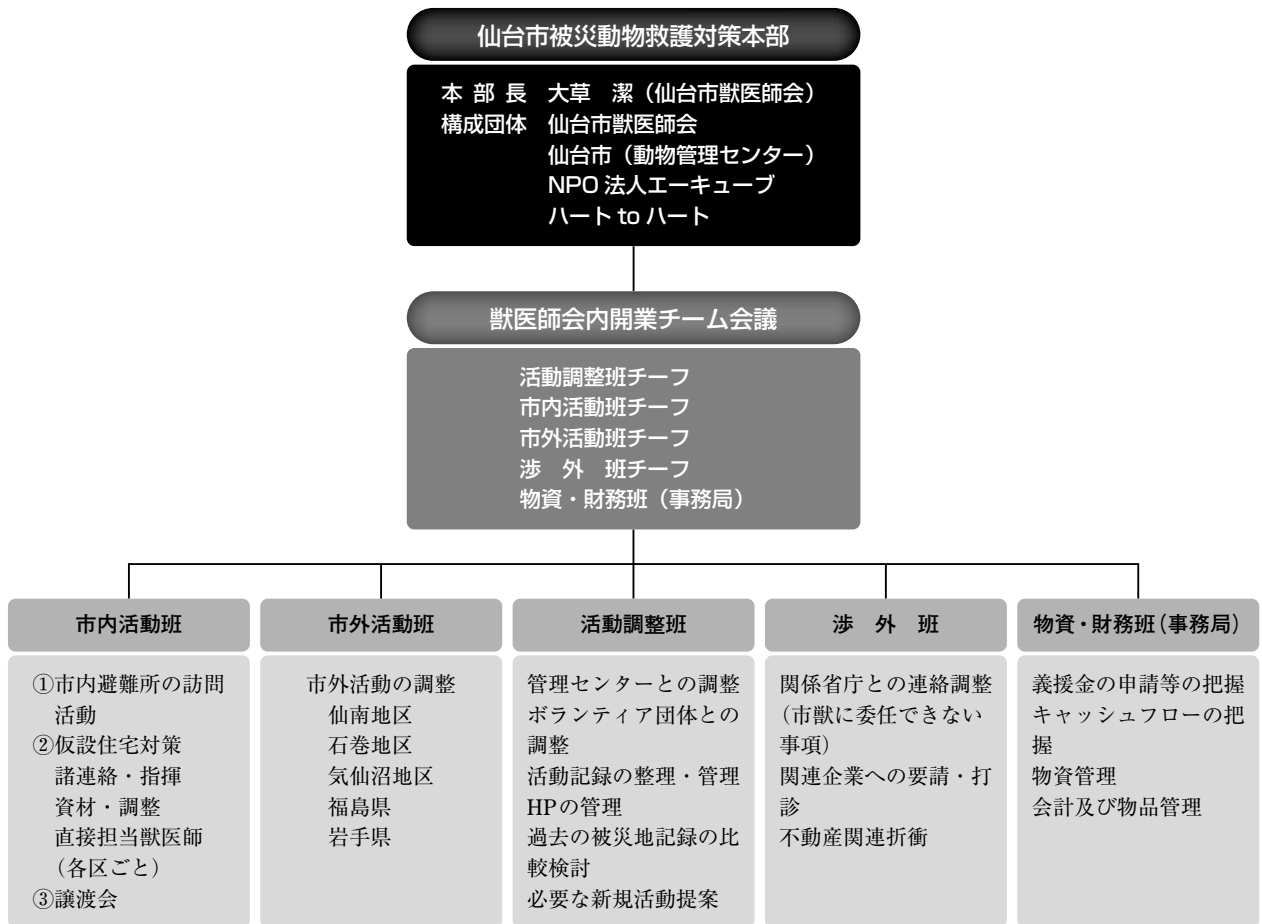 仙台市被災動物救護対策本部
本 部 長　大草　潔（仙台市獣医師会）
構成団体　仙台市獣医師会
仙台市（動物管理センター）
NPO 法人エーキューブ
ハート to ハート
獣医師会内開業チーム会議
活動調整班チーフ
市内活動班チーフ
市外活動班チーフ
渉　外　班チーフ
物資・財務班（事務局）
市内活動班
①市内避難所の訪問
活動
②仮設住宅対策
諸連絡・指揮
資材・調整
直接担当獣医師
（各区ごと）
③譲渡会
市外活動班
市外活動の調整
仙南地区
石巻地区
気仙沼地区
福島県
岩手県
活動調整班
管理センターとの調整
ボランティア団体との
調整
活動記録の整理・管理
HPの管理
過去の被災地記録の比
較検討
必要な新規活動提案
渉　外　班
関係省庁との連絡調整
（市獣に委任できない
事項）
関連企業への要請・打
診
不動産関連折衝
物資・財務班（事務局）
義援金の申請等の把握
キャッシュフローの把
握
物資管理
会計及び物品管理